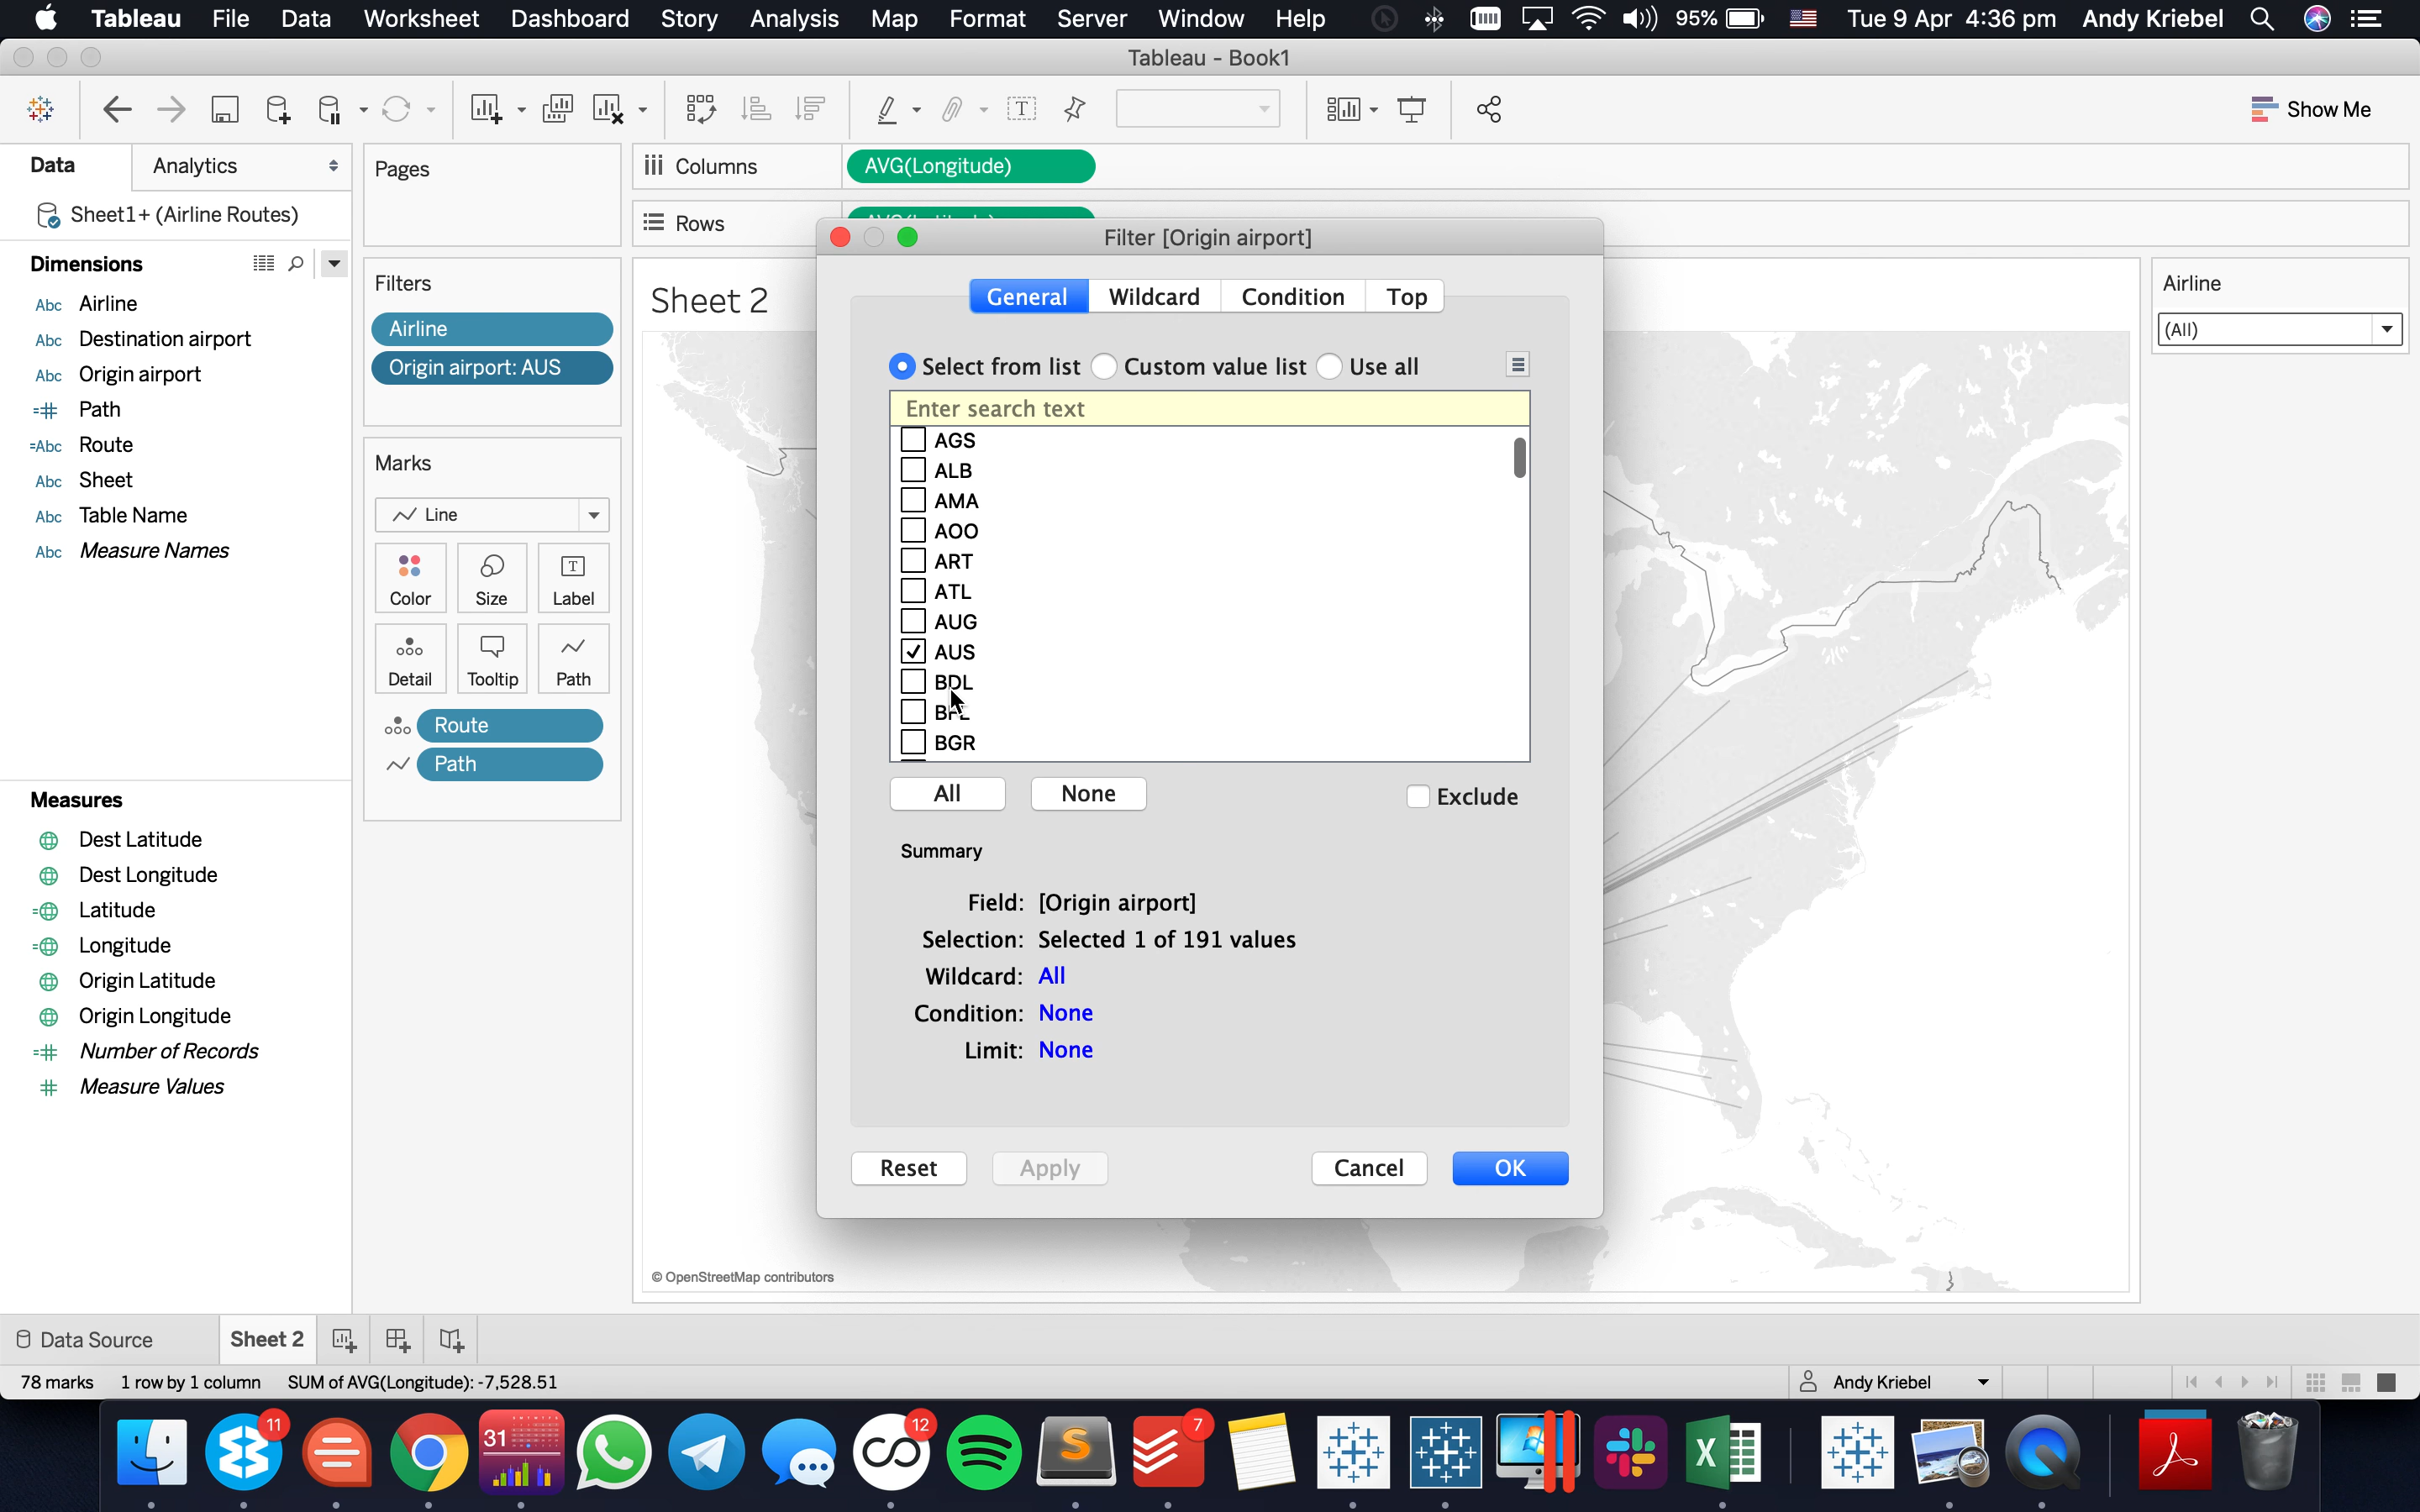 Tableau File Data Worksheet Dashboard Story Analysis Map Format Server Window Help 95% Tue 9 Apr 4:36 pm Andy Kriebel
Tableau - Book1
Show Me
Data Analytics
Sheet1+ (Airline Routes)
Dimensions
Abc Airline
Abc Destination airport
Abc Origin airport
=# Path
=Abc Route
Abc Sheet
Abc Table Name
Abc Measure Names
Measures
Dest Latitude
Dest Longitude
= Latitude
= Longitude
Origin Latitude
Origin Longitude
=# Number of Records
# Measure Values
Pages
Filters
Airline
Origin airport: AUS
Marks
Line
Color Size Label
Detail Tooltip Path
Route
Path
Columns AVG(Longitude)
Rows
Sheet 2
Filter [Origin airport]
General Wildcard Condition Top
Select from list Custom value list Use all
Enter search text
AGS
ALB
AMA
AOO
ART
ATL
AUG
AUS
BDL
BGR
All None Exclude
Summary
Field: [Origin airport]
Selection: Selected 1 of 191 values
Wildcard: All
Condition: None
Limit: None
Reset Apply Cancel OK
Airline
(All)
© OpenStreetMap contributors
Data Source Sheet 2
78 marks 1 row by 1 column SUM of AVG(Longitude): -7,528.51 Andy Kriebel
11 31 12 7